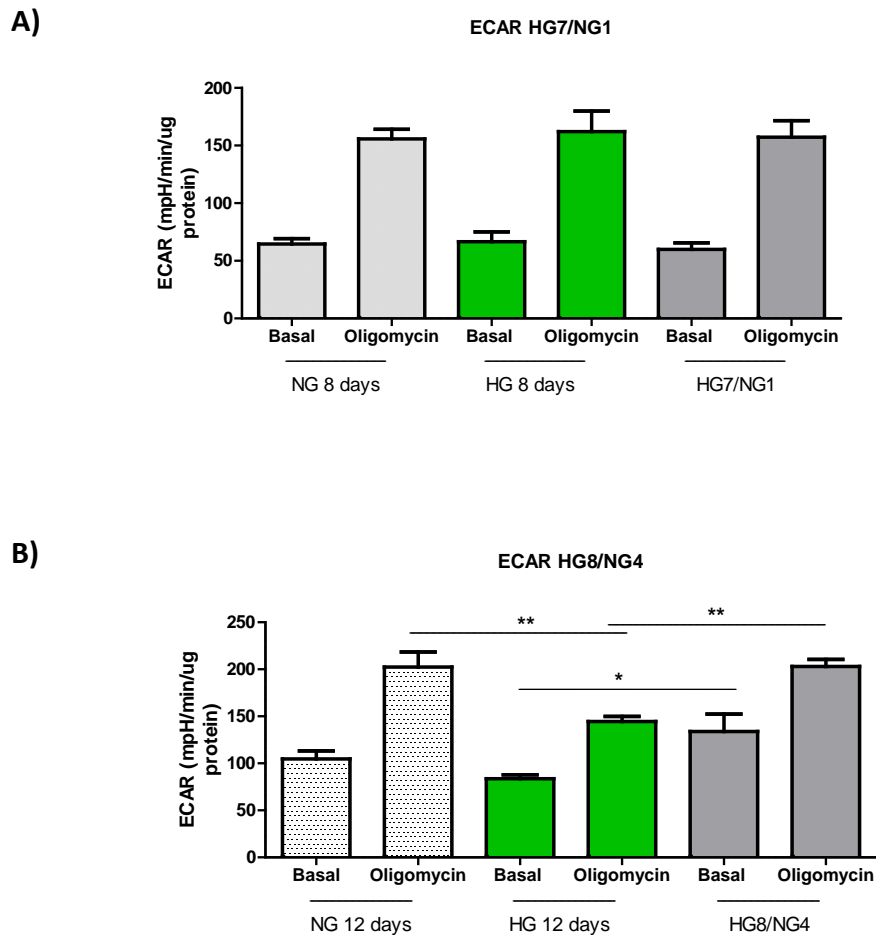 A)
ECAR HG7/NG1
ECAR (mpH/min/ug
protein)
200
150
100
50
0
Basal Oligomycin Basal Oligomycin Basal Oligomycin
NG 8 days HG 8 days HG7/NG1
B)
ECAR HG8/NG4
ECAR (mpH/min/ug
protein)
250
200
150
100
50
0
** **
*
Basal Oligomycin Basal Oligomycin Basal Oligomycin
NG 12 days HG 12 days HG8/NG4